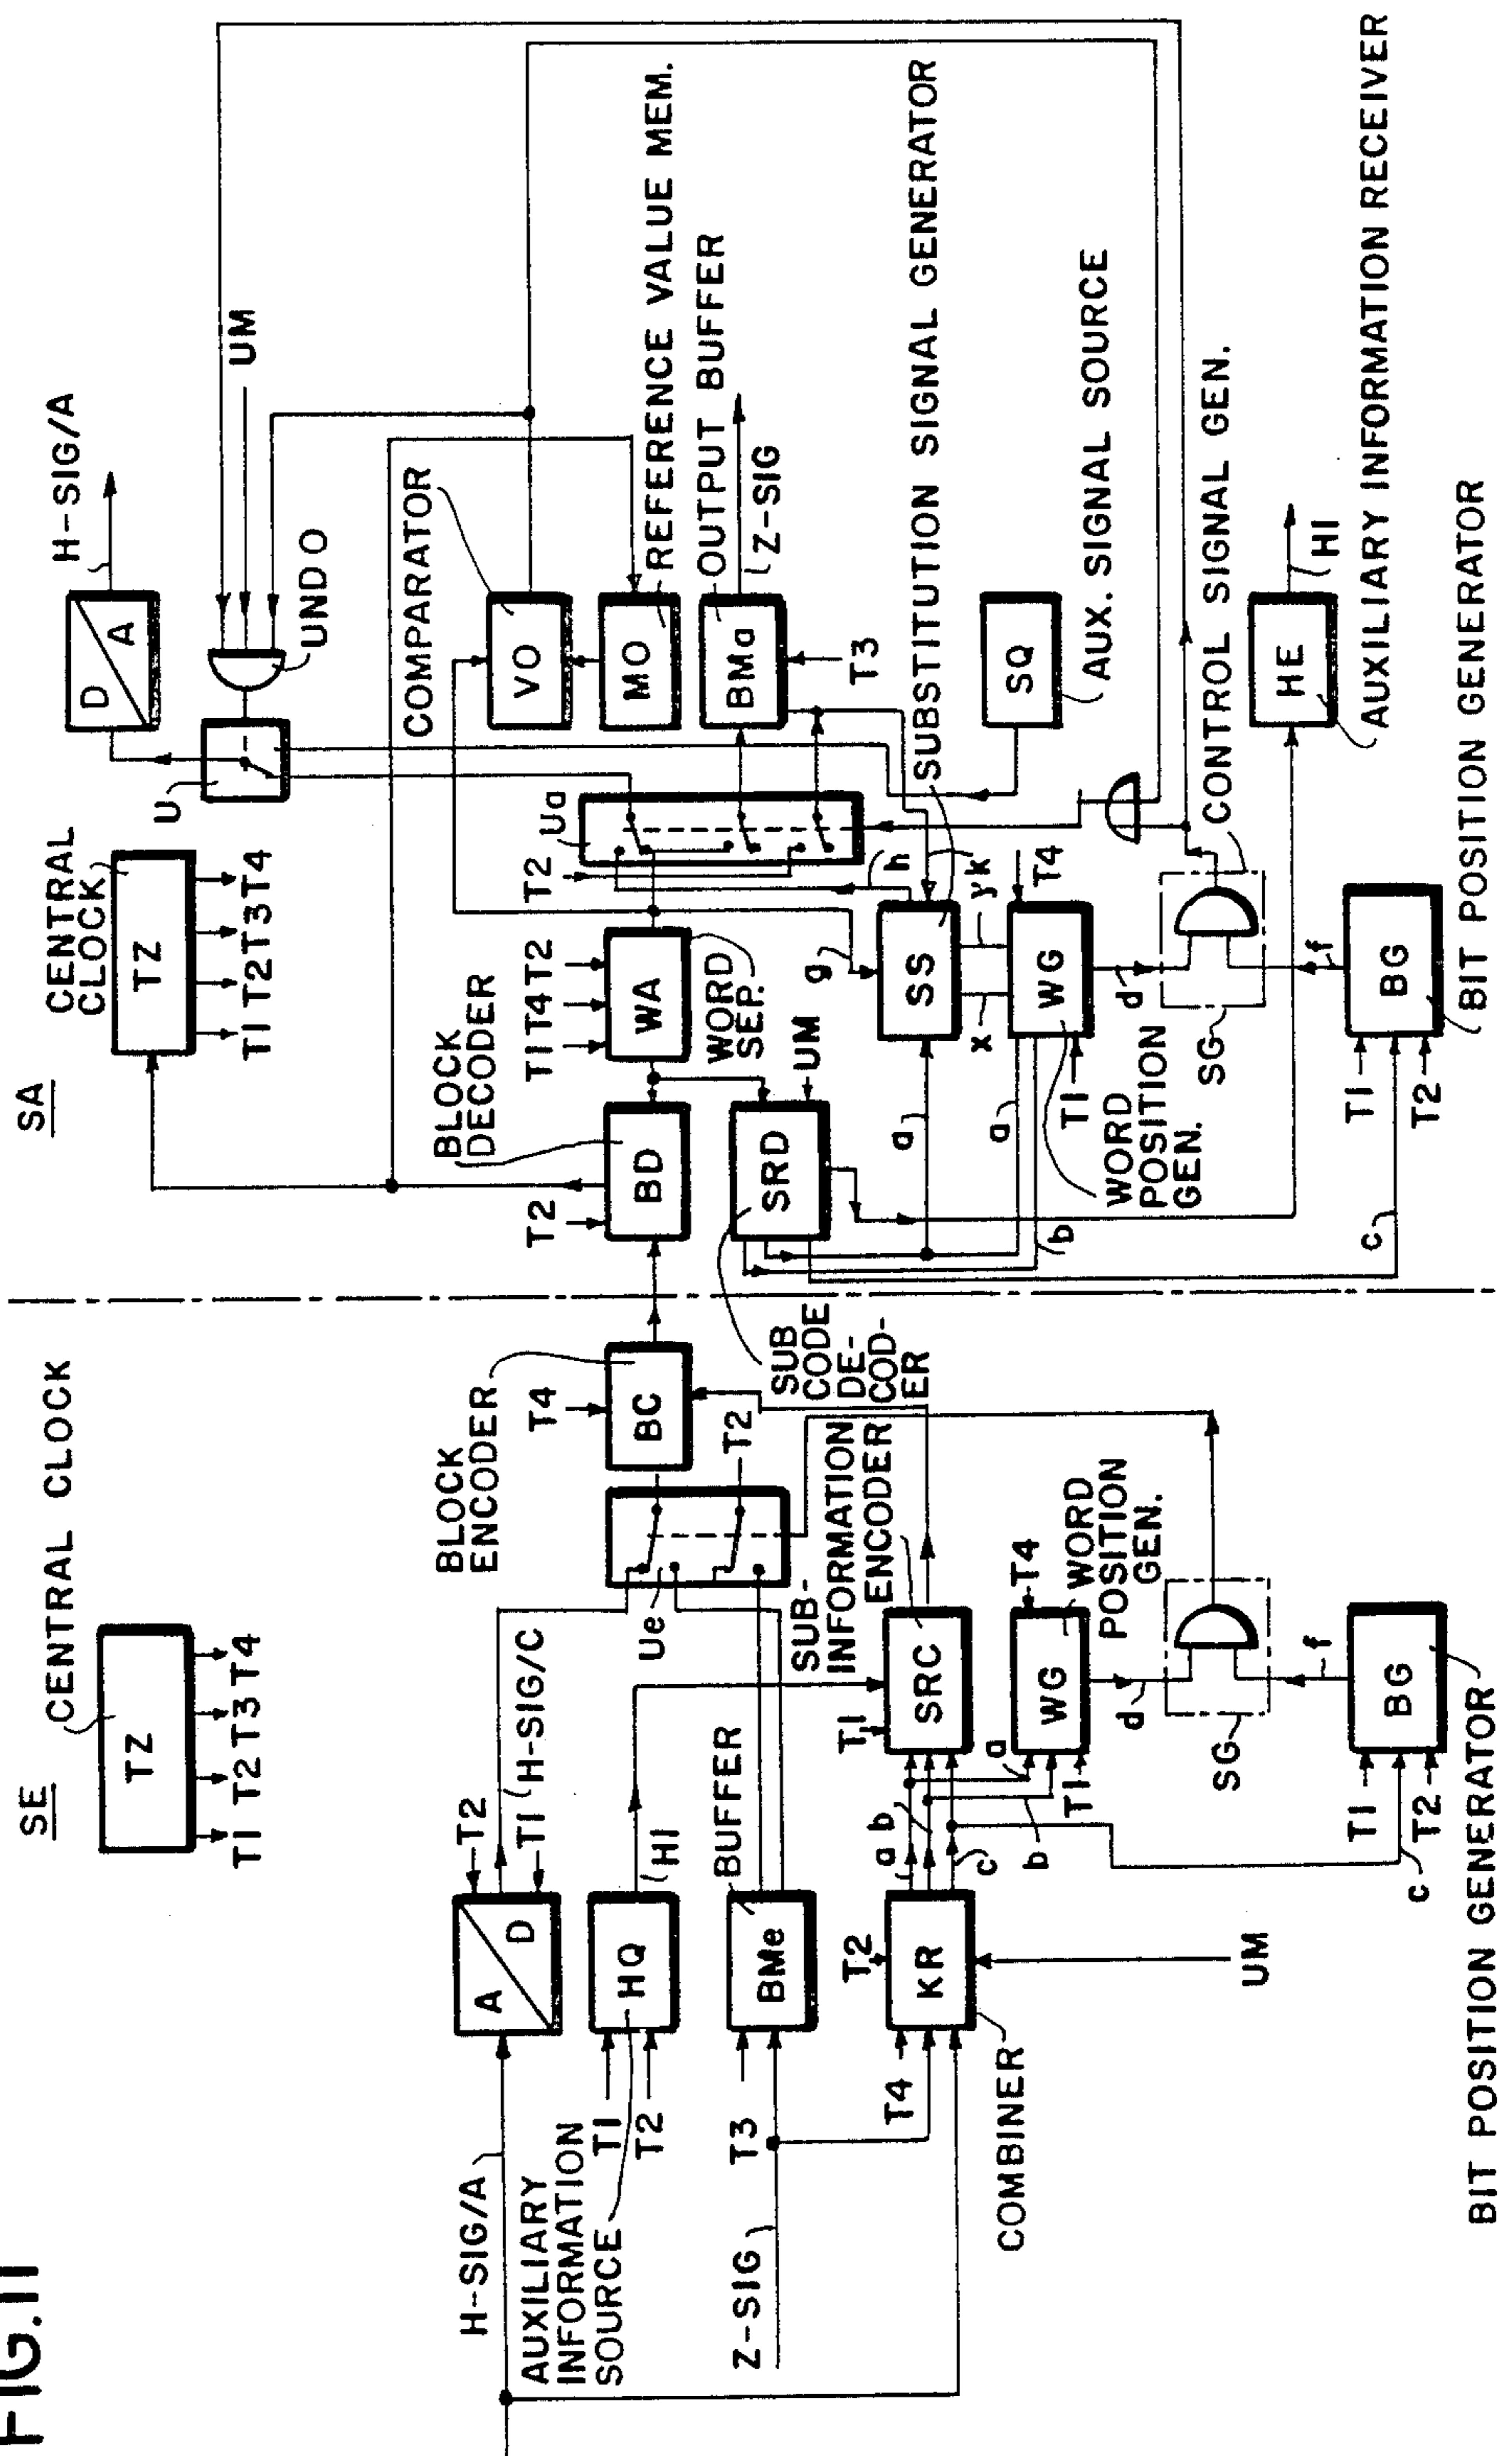 FIG.11
SE
CENTRAL CLOCK
TZ
T1 T2 T3 T4
H-SIG/A
A
D
T2
T1
H-SIG/C
AUXILIARY
INFORMATION
SOURCE
T1
T2
HQ
HI
BUFFER
T3
Z-SIG
BMe
T2
T4
KR
COMBINER
UM
a
b
c
T1
SRC
SUB-
INFORMATION
ENCODER
Ue
T2
BLOCK
ENCODER
T4
BC
a
b
T1
WG
T4
WORD
POSITION
GEN.
d
SG
f
T1
c
T2
BG
BIT POSITION GENERATOR
SA
CENTRAL
CLOCK
TZ
T1 T2 T3 T4
U
D
A
H-SIG/A
UND O
UM
BLOCK
DECODER
T2
BD
T1 T4 T2
WA
WORD
SEP.
SUB
CODE
DE-
COD-
ER
SRD
UM
COMPARATOR
VO
MO
REFERENCE VALUE MEM.
OUTPUT BUFFER
BMa
T3
Z-SIG
Ua
T2
h
g
SS
SUBSTITUTION SIGNAL GENERATOR
SQ
AUX. SIGNAL SOURCE
a
x
yk
a
b
T1
WG
T4
WORD
POSITION
GEN.
d
SG
CONTROL SIGNAL GEN.
f
HE
HI
AUXILIARY INFORMATION RECEIVER
T1
c
T2
BG
BIT POSITION GENERATOR